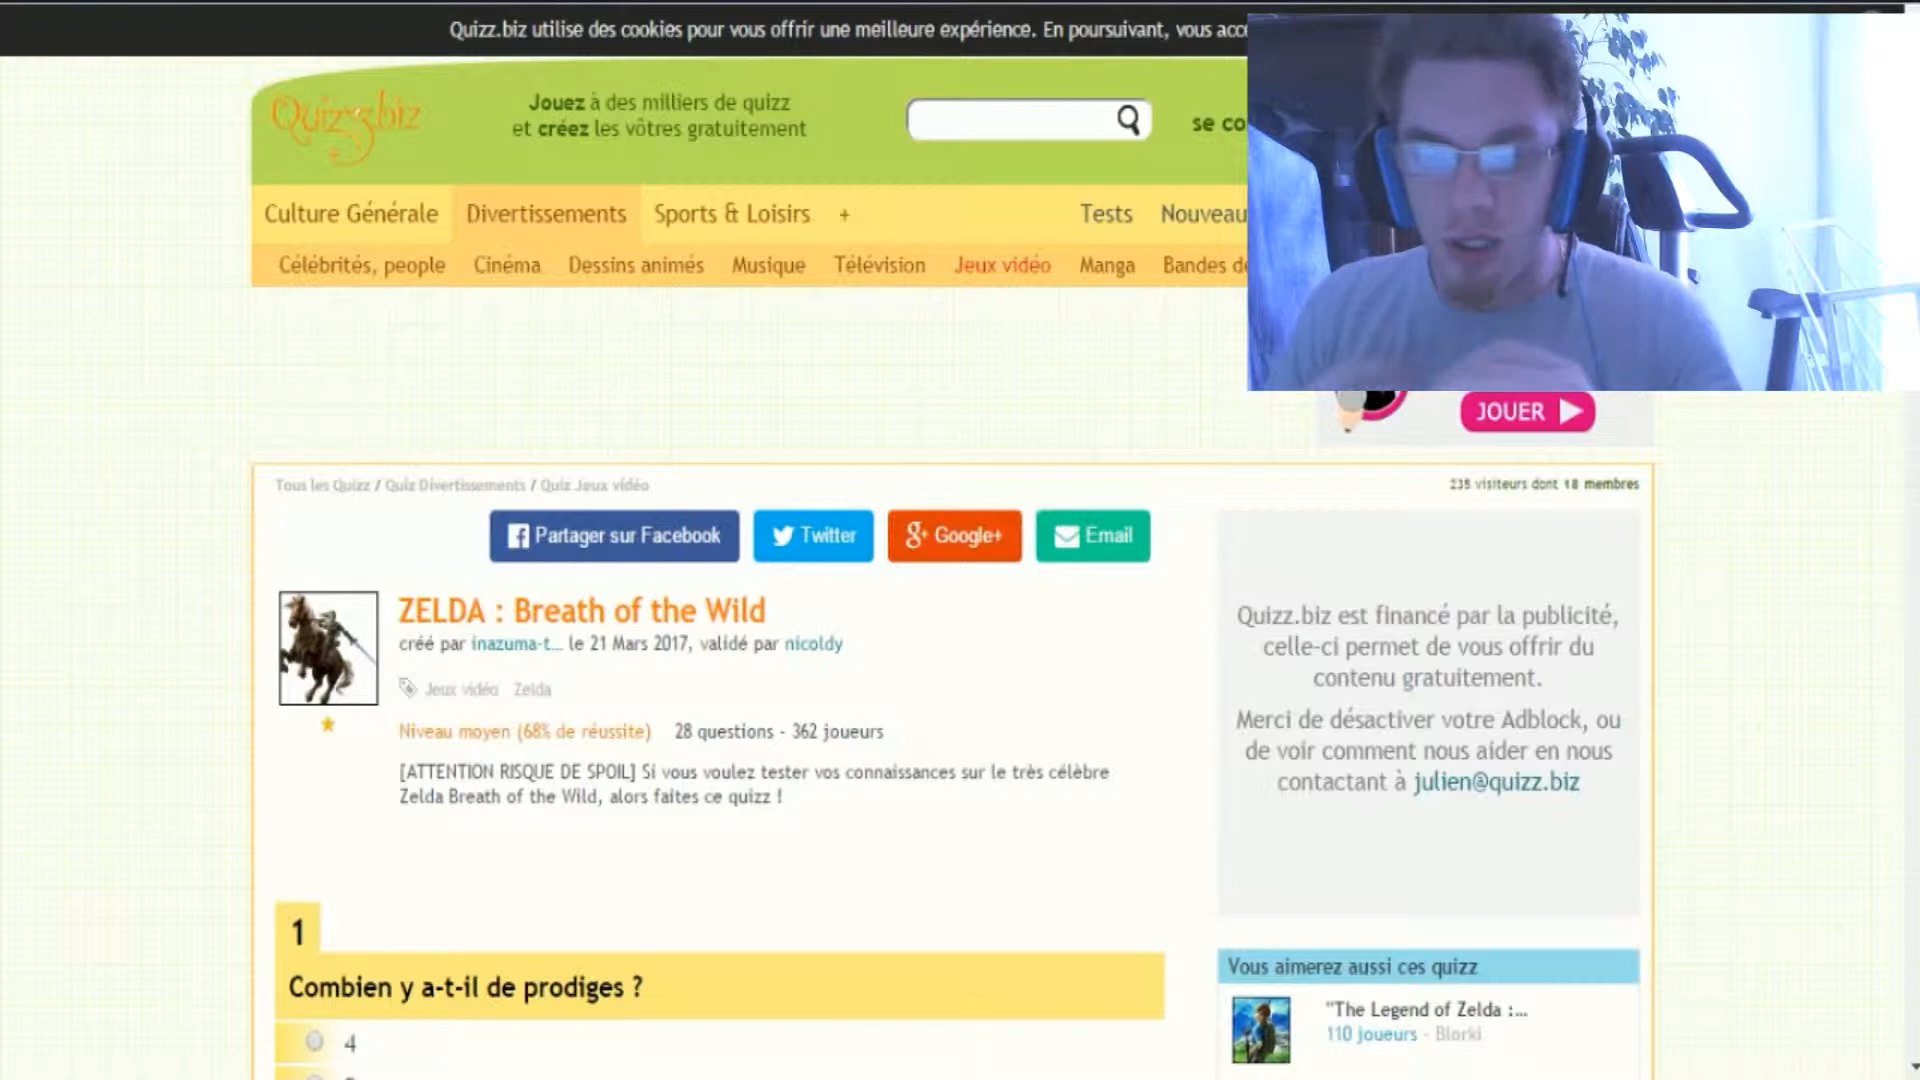 Quizz.biz utilise des cookies pour vous offrir une meilleure expérience. En poursuivant, vous acc
Quizz.biz
Jouez à des milliers de quizz
et créez les vôtres gratuitement
se co
Culture Générale
Divertissements
Sports & Loisirs
+
Tests
Nouveau
Célébrités, people
Cinéma
Dessins animés
Musique
Télévision
Jeux vidéo
Manga
Bandes de
JOUER
Tous les Quizz / Quiz Divertissements / Quiz Jeux vidéo
235 visiteurs dont 18 membres
Partager sur Facebook
Twitter
Google+
Email
ZELDA : Breath of the Wild
créé par inazuma-t... le 21 Mars 2017, validé par nicoldy
Jeux vidéo Zelda
Niveau moyen (68% de réussite) 28 questions - 362 joueurs
[ATTENTION RISQUE DE SPOIL] Si vous voulez tester vos connaissances sur le très célèbre
Zelda Breath of the Wild, alors faites ce quizz !
Quizz.biz est financé par la publicité,
celle-ci permet de vous offrir du
contenu gratuitement.
Merci de désactiver votre Adblock, ou
de voir comment nous aider en nous
contactant à julien@quizz.biz
1
Combien y a-t-il de prodiges ?
4
Vous aimerez aussi ces quizz
"The Legend of Zelda :...
110 joueurs - Blorki